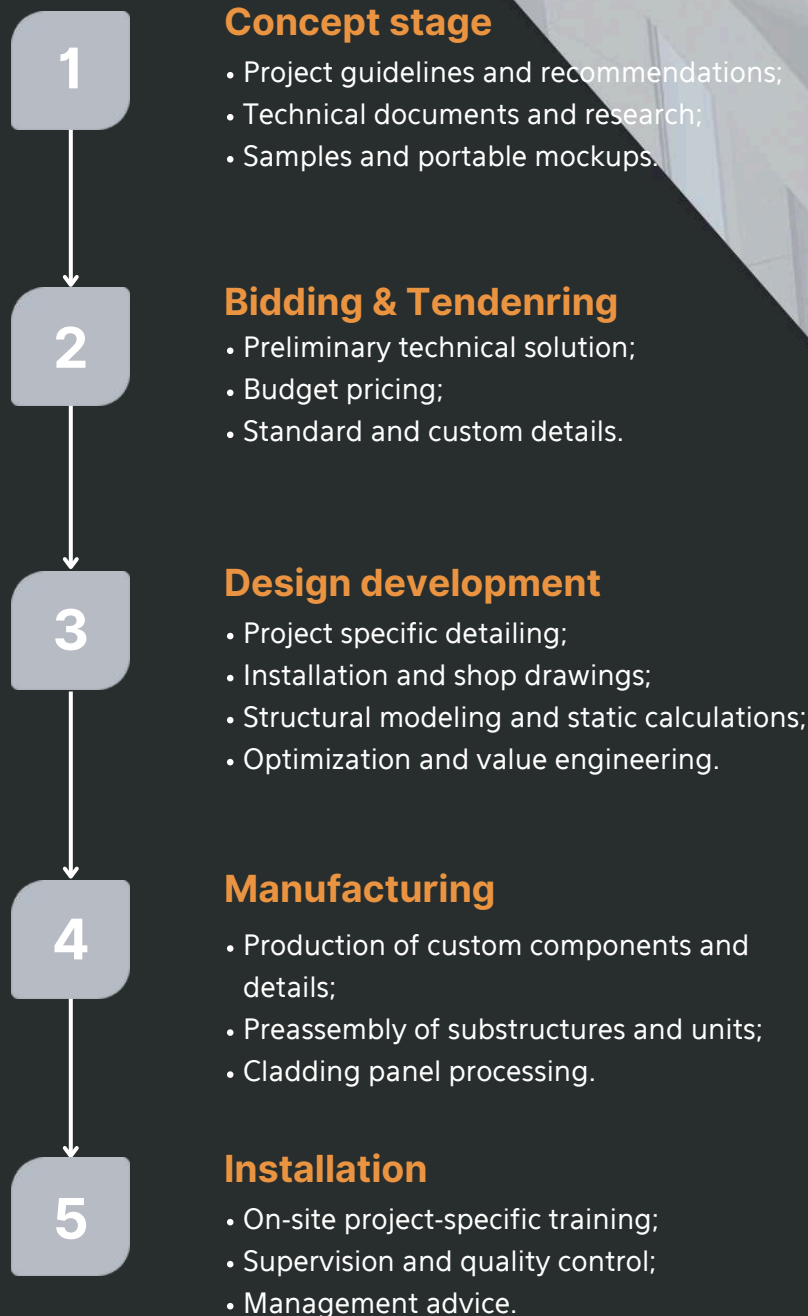 1
Concept stage
• Project guidelines and recommendations;
• Technical documents and research;
• Samples and portable mockups.
2
Bidding & Tendenring
• Preliminary technical solution;
• Budget pricing;
• Standard and custom details.
3
Design development
• Project specific detailing;
• Installation and shop drawings;
• Structural modeling and static calculations;
• Optimization and value engineering.
4
Manufacturing
• Production of custom components and
details;
• Preassembly of substructures and units;
• Cladding panel processing.
5
Installation
• On-site project-specific training;
• Supervision and quality control;
• Management advice.